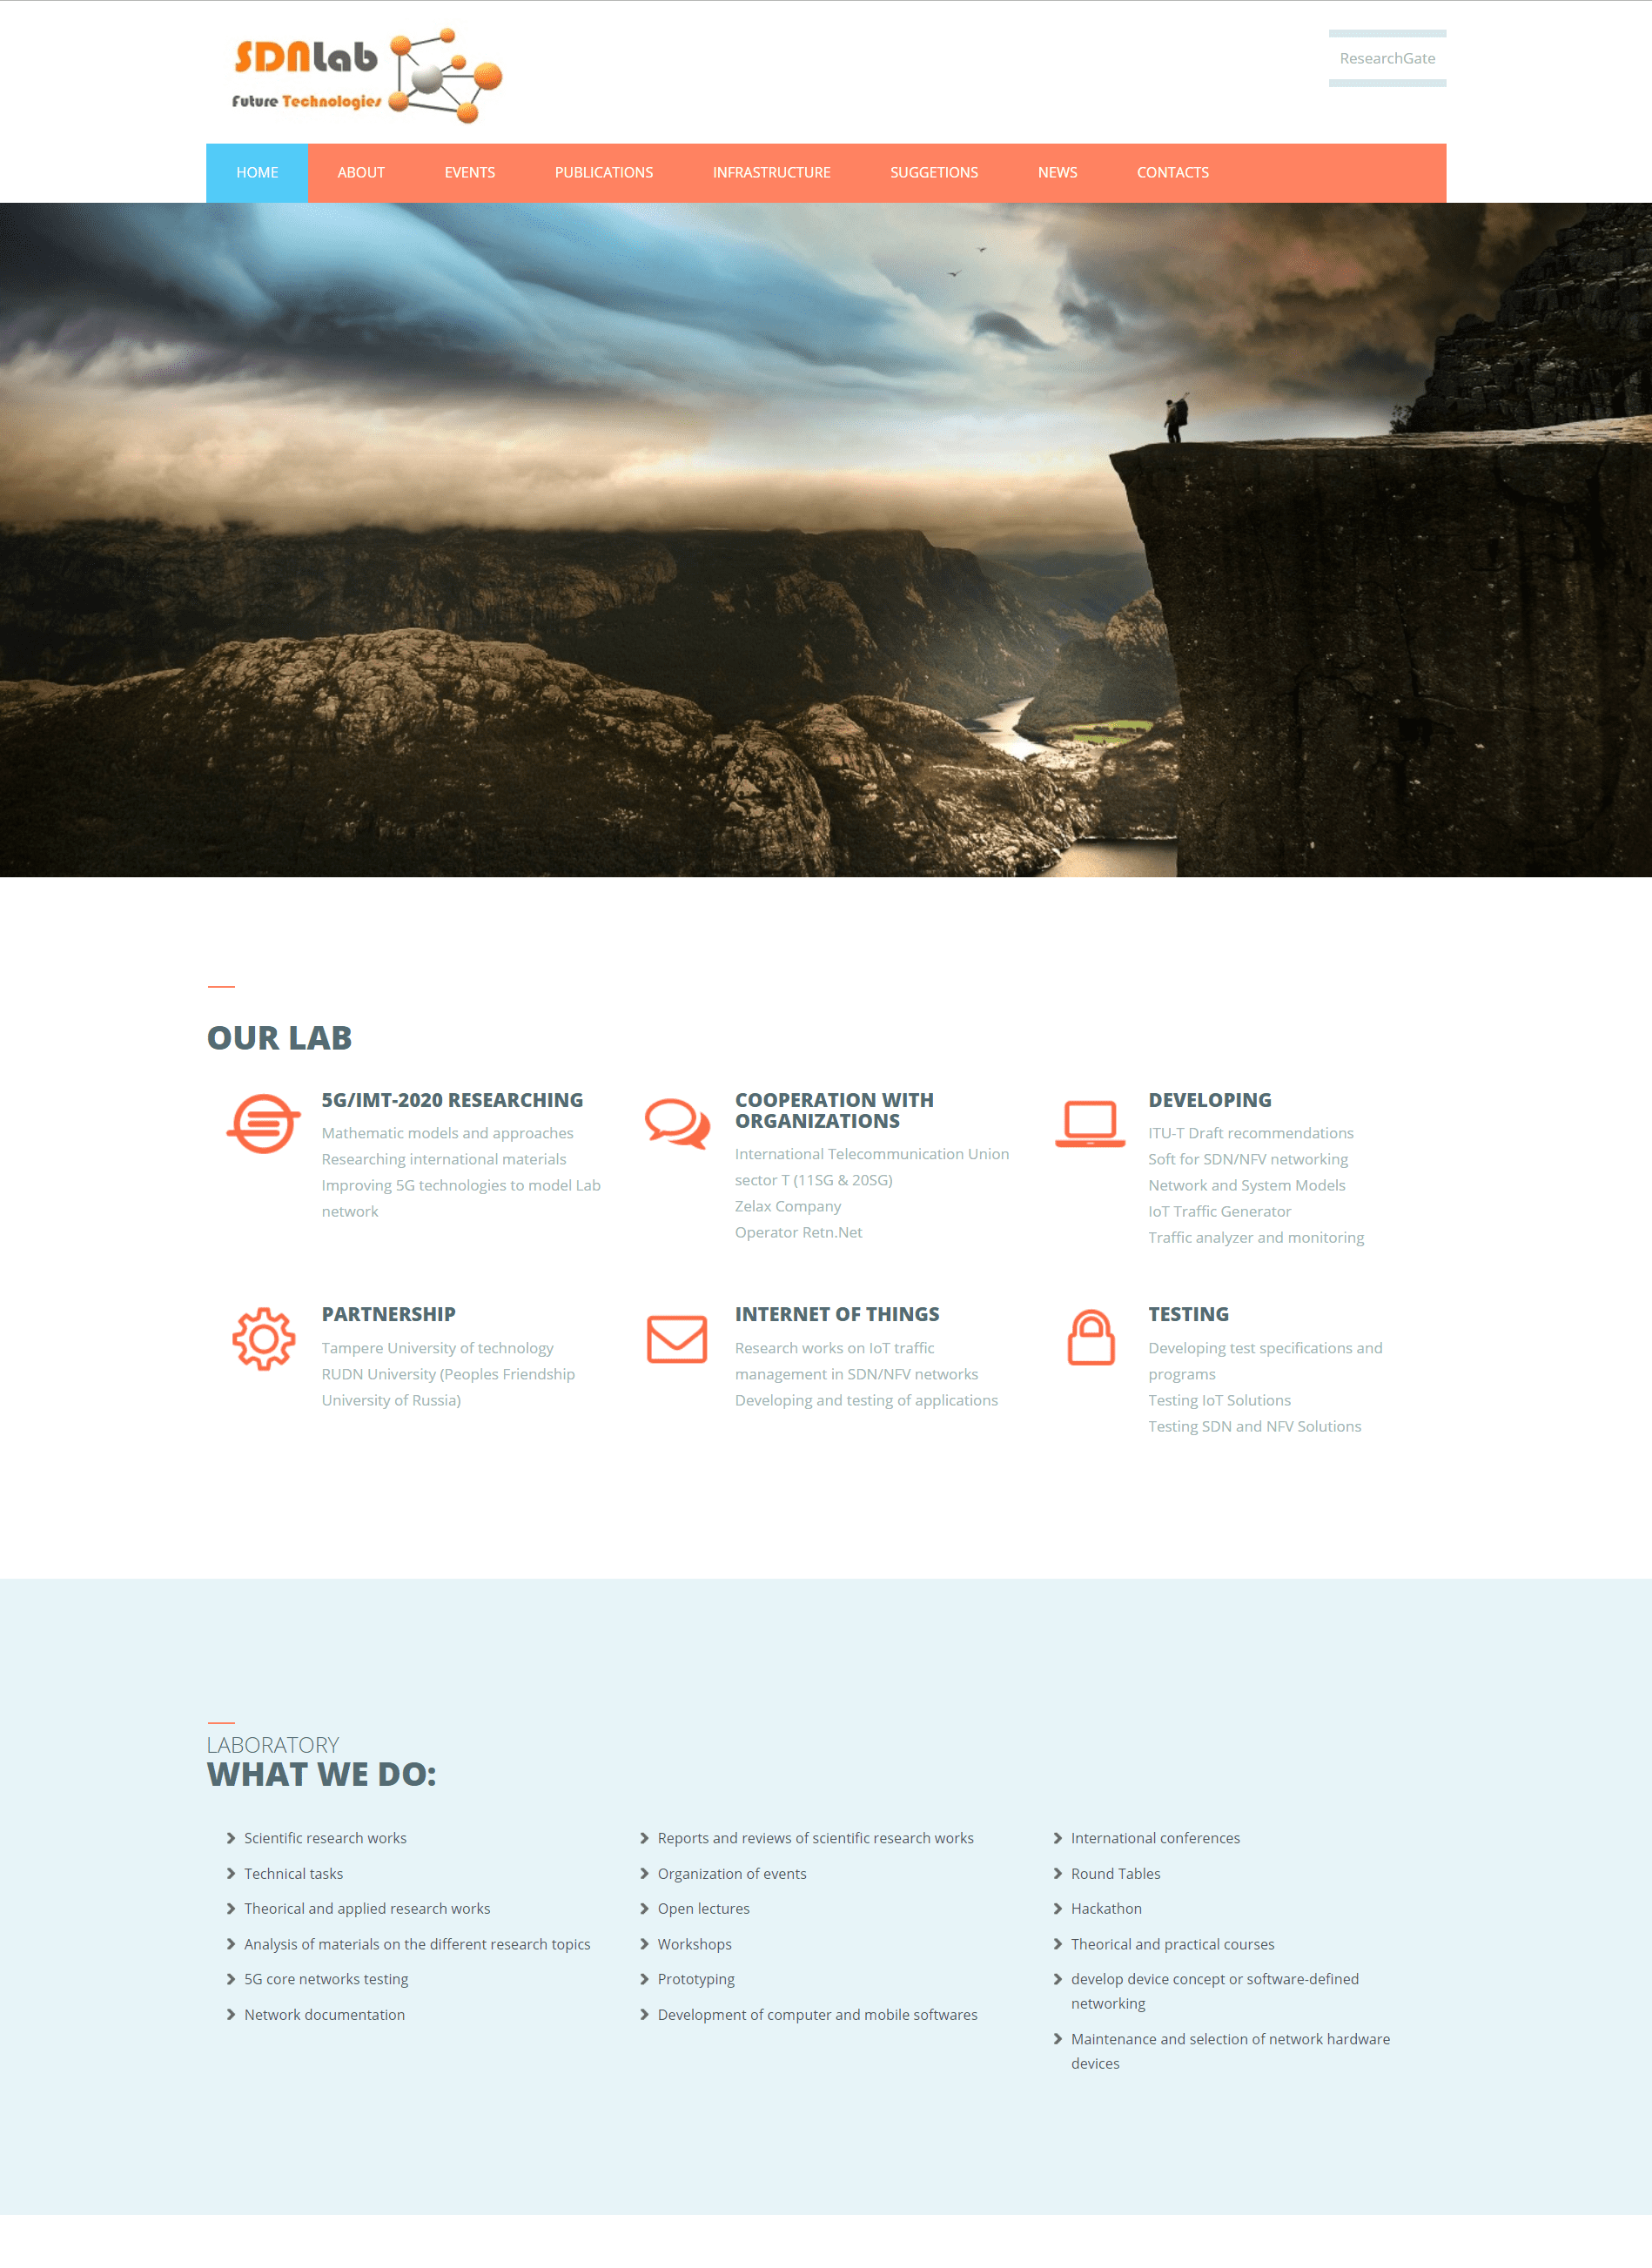 SDNLab
Future Technologies
ResearchGate
HOME ABOUT EVENTS PUBLICATIONS INFRASTRUCTURE SUGGETIONS NEWS CONTACTS
OUR LAB
5G/IMT-2020 RESEARCHING
Mathematic models and approaches
Researching international materials
Improving 5G technologies to model Lab
network
COOPERATION WITH
ORGANIZATIONS
International Telecommunication Union
sector T (11SG & 20SG)
Zelax Company
Operator Retn.Net
DEVELOPING
ITU-T Draft recommendations
Soft for SDN/NFV networking
Network and System Models
IoT Traffic Generator
Traffic analyzer and monitoring
PARTNERSHIP
Tampere University of technology
RUDN University (Peoples Friendship
University of Russia)
INTERNET OF THINGS
Research works on IoT traffic
management in SDN/NFV networks
Developing and testing of applications
TESTING
Developing test specifications and
programs
Testing IoT Solutions
Testing SDN and NFV Solutions
LABORATORY
WHAT WE DO:
Scientific research works
Technical tasks
Theorical and applied research works
Analysis of materials on the different research topics
5G core networks testing
Network documentation
Reports and reviews of scientific research works
Organization of events
Open lectures
Workshops
Prototyping
Development of computer and mobile softwares
International conferences
Round Tables
Hackathon
Theorical and practical courses
develop device concept or software-defined
networking
Maintenance and selection of network hardware
devices